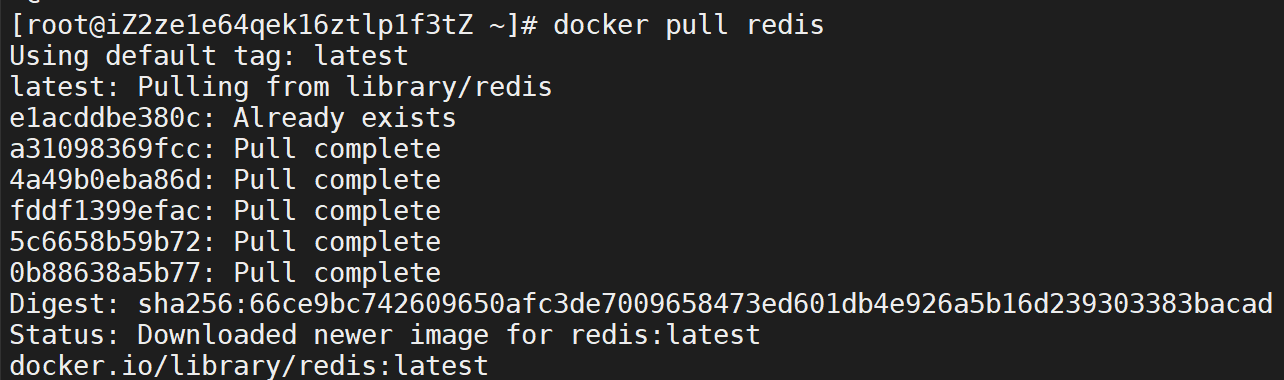 [root@iZ2ze1e64qek16ztlp1f3tZ ~]# docker pull redis
Using default tag: latest
latest: Pulling from library/redis
e1acddbe380c: Already exists
a31098369fcc: Pull complete
4a49b0eba86d: Pull complete
fddf1399efac: Pull complete
5c6658b59b72: Pull complete
0b88638a5b77: Pull complete
Digest: sha256:66ce9bc742609650afc3de7009658473ed601db4e926a5b16d239303383bacad
Status: Downloaded newer image for redis:latest
docker.io/library/redis:latest